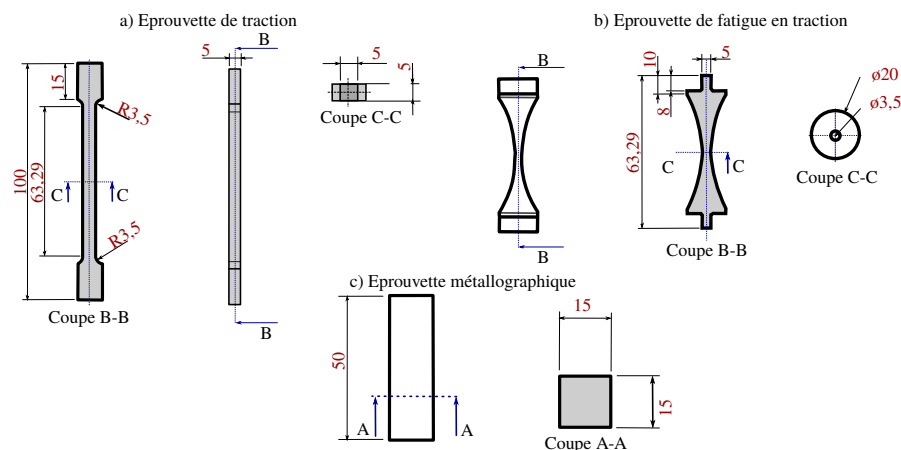 a) Eprouvette de traction
b) Eprouvette de fatigue en traction
5
B
15
R3,5
100
63,29
C
C
R3,5
Coupe B-B
B
5
5
Coupe C-C
B
B
10
5
8
63,29
C
C
Coupe B-B
ø20
ø3,5
Coupe C-C
c) Eprouvette métallographique
50
A
A
15
15
Coupe A-A